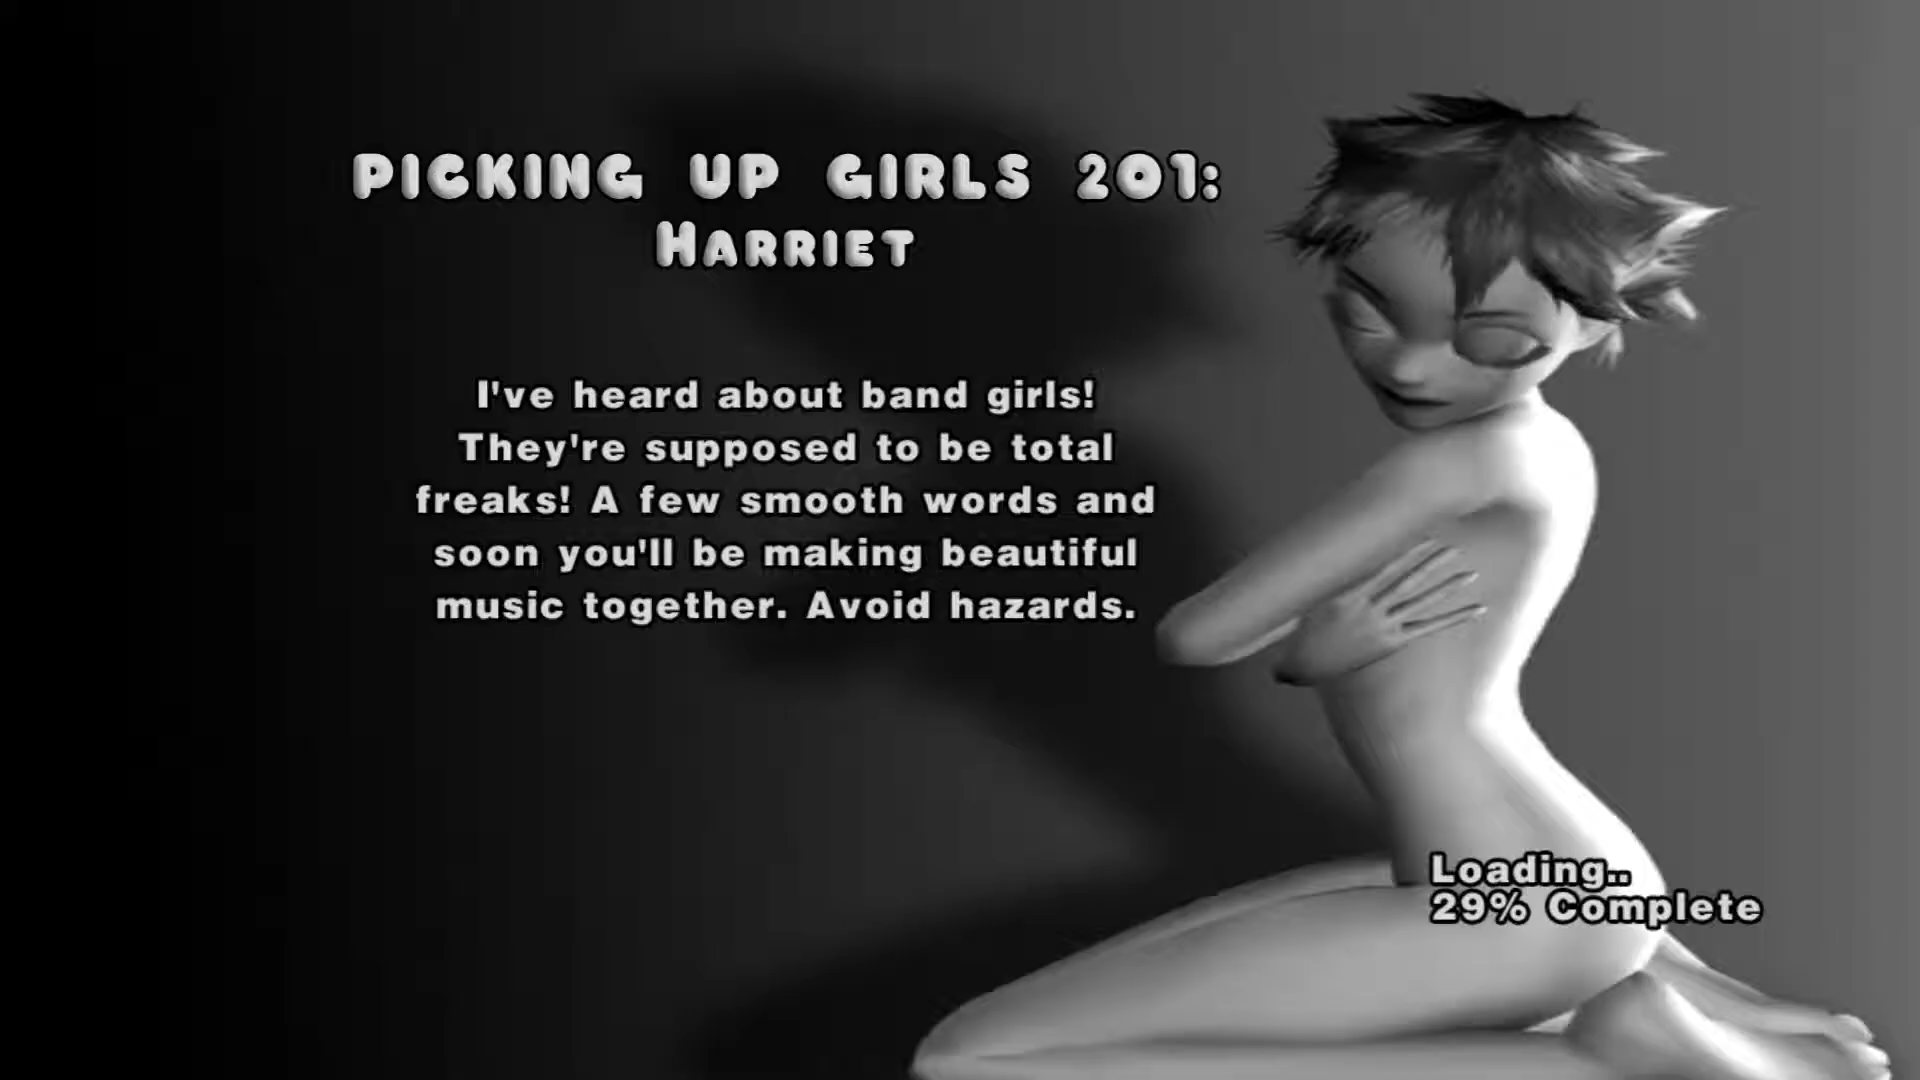 PICKING UP GIRLS 201:
HARRIET
I've heard about band girls!
They're supposed to be total
freaks! A few smooth words and
soon you'll be making beautiful
music together. Avoid hazards.
Loading..
29% Complete